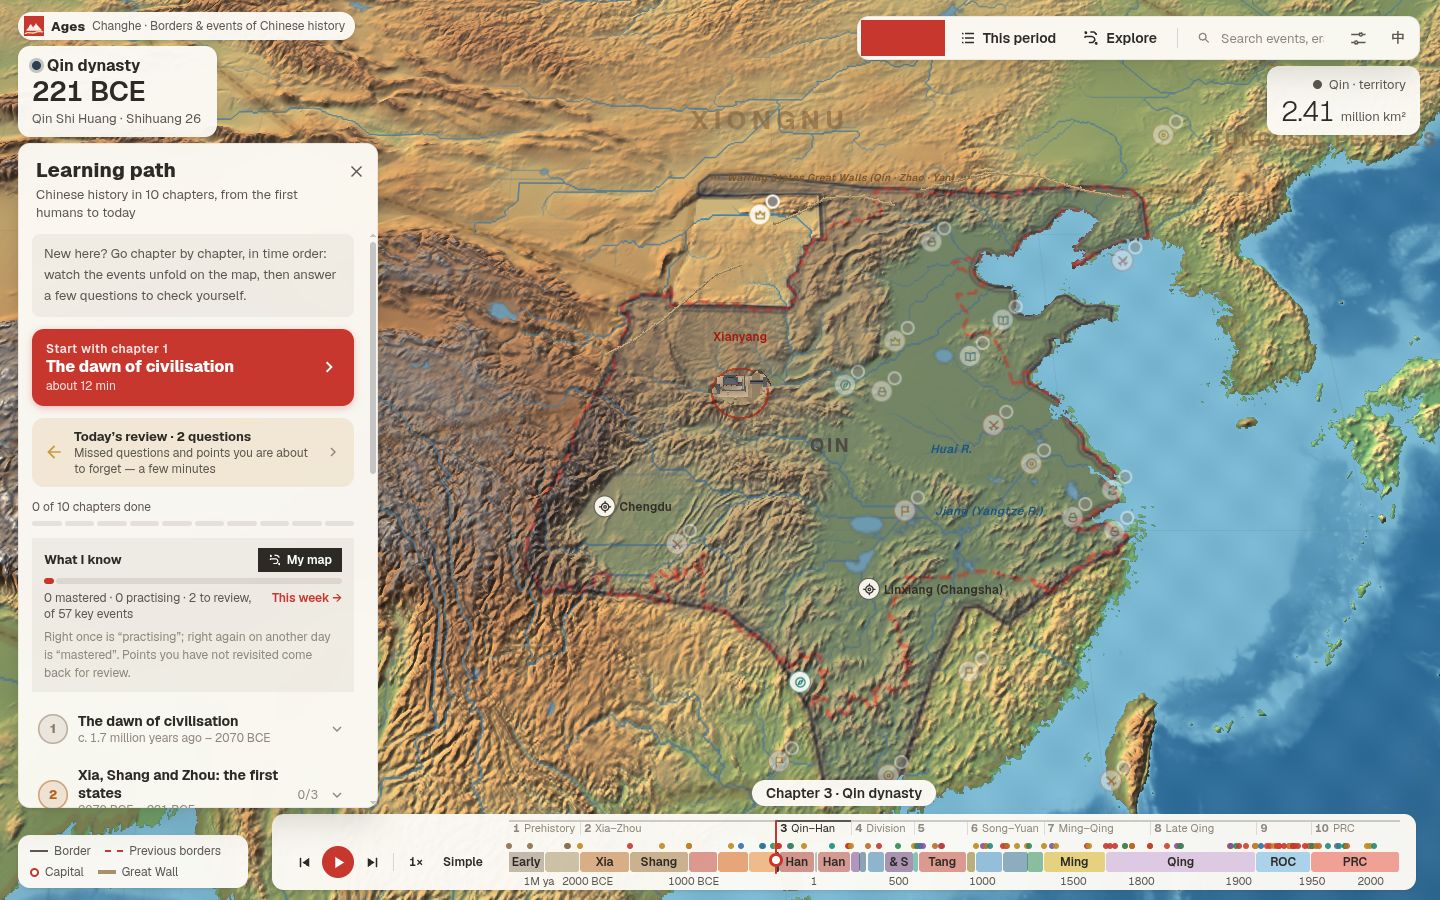 Ages Changhe · Borders & events of Chinese history
Qin dynasty
221 BCE
Qin Shi Huang · Shihuang 26
This period
Explore
Search events, er
中
Qin · territory
2.41 million km²
Learning path
Chinese history in 10 chapters, from the first
humans to today
New here? Go chapter by chapter, in time order:
watch the events unfold on the map, then answer
a few questions to check yourself.
Start with chapter 1
The dawn of civilisation
about 12 min
Today's review · 2 questions
Missed questions and points you are about
to forget — a few minutes
0 of 10 chapters done
What I know
My map
0 mastered · 0 practising · 2 to review,
of 57 key events
This week →
Right once is “practising”; right again on another day
is “mastered”. Points you have not revisited come
back for review.
1
The dawn of civilisation
c. 1.7 million years ago – 2070 BCE
2
Xia, Shang and Zhou: the first
states
0/3
2070 BCE – 221 BCE
XIONGNU
Warring States Great Walls (Qin · Zhao · Yan)
Xianyang
QIN
Huai R.
Chengdu
Jiang (Yangtze R.)
Linxiang (Changsha)
Chapter 3 · Qin dynasty
Border
Previous borders
Capital
Great Wall
1×
Simple
1 Prehistory
2 Xia–Zhou
3 Qin–Han
4 Division
5
6 Song–Yuan
7 Ming–Qing
8 Late Qing
9
10 PRC
Early
Xia
Shang
Han
Han
& S
Tang
Ming
Qing
ROC
PRC
1M ya
2000 BCE
1000 BCE
1
500
1000
1500
1800
1900
1950
2000